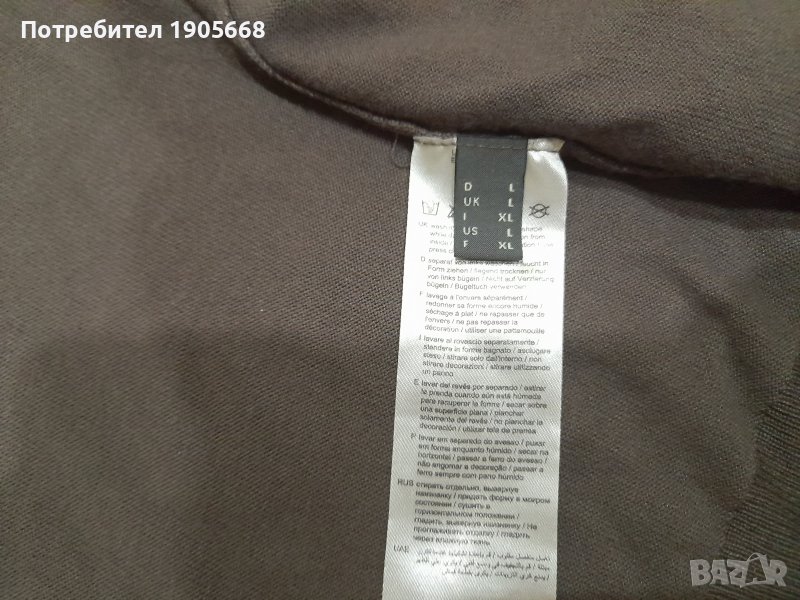 Потребител 1905668
D L
UK L
I XL
US L
F XL
D separat von links
Form ziehen / liegend trocknen / nur
von links bügeln / Nicht auf Verzierung
bügeln / Bügeltuch verwenden
F lavage à l'envers séparément /
redonner sa forme encore humide /
séchage à plat / ne repasser que de
l'envers / ne pas repasser la
décoration / utiliser une pattemouille
I lavare al rovescio separatamente /
stendere in forma bagnato / asciugare
steso / stirare solo dall'interno / non
stirare decorazioni / stirare utilizzando
un panno
E lavar del revés por separado / estirar
la prenda cuando aún está húmeda
para recuperar la forma / secar sobre
una superficie plana / planchar
solamente del revés / no planchar la
decoración / utilizar tela de prensa
P lavar em separado do avesso / puxar
em forma enquanto húmido / secar na
horizontal / passar a ferro do avesso /
não engomar a decoração / passar a
ferro sempre com pano húmido
RUS стирать отдельно, вывернув
наизнанку / придать форму в мокром
состоянии / сушить в
горизонтальном положении /
гладить, вывернув наизнанку / Не
проглаживать отделку / гладить
через влажную ткань
UAE
BAZAR